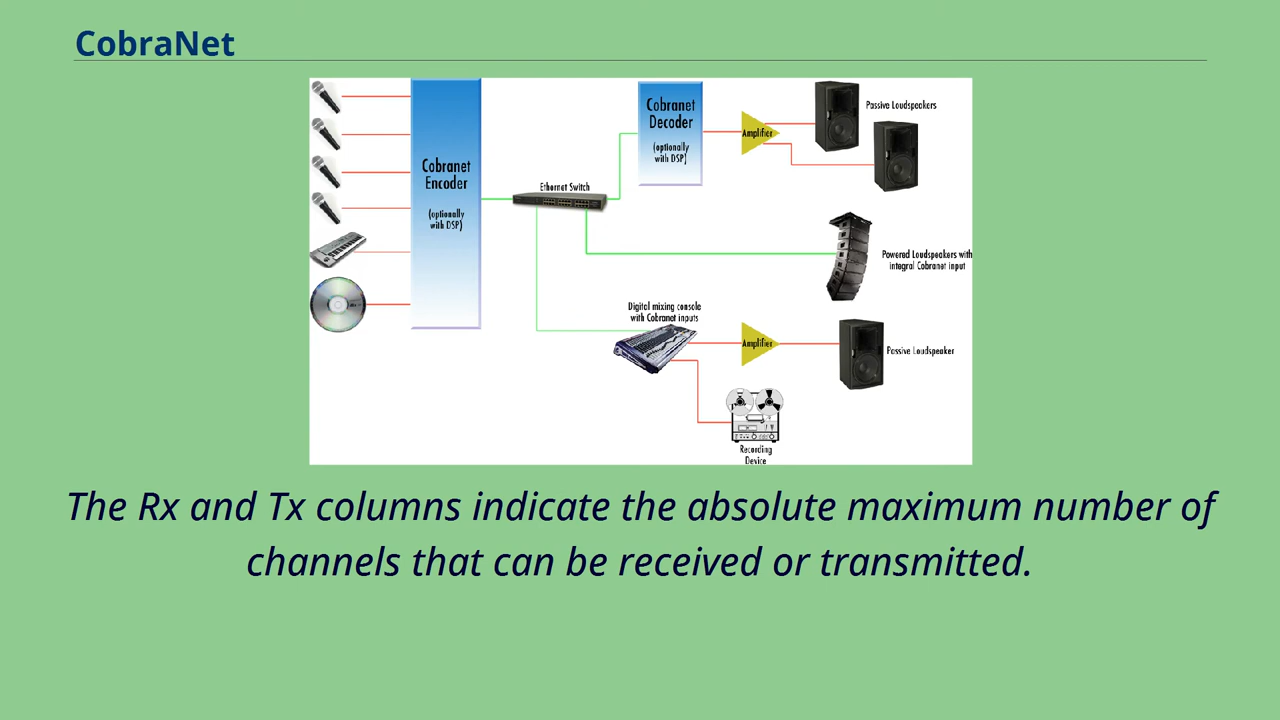 CobraNet
Cobranet
Encoder
(optionally
with DSP)
Ethernet Switch
Cobranet
Decoder
(optionally
with DSP)
Amplifier
Passive Loudspeakers
Powered Loudspeakers with
integral Cobranet input
Digital mixing console
with Cobranet inputs
Amplifier
Passive Loudspeaker
Recording
Device
The Rx and Tx columns indicate the absolute maximum number of
channels that can be received or transmitted.